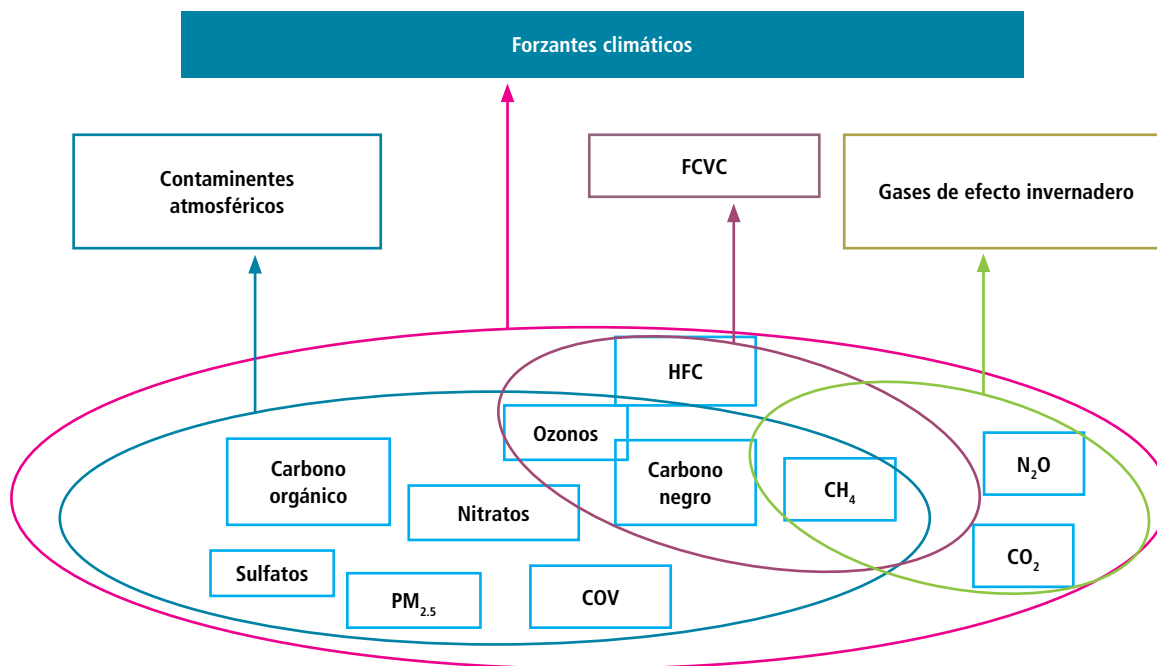 Forzantes climáticos
Contaminentes
atmosféricos
FCVC
Gases de efecto invernadero
HFC
Ozonos
Carbono
orgánico
Carbono
negro
CH₄
N₂O
Nitratos
Sulfatos
PM₂.₅
COV
CO₂